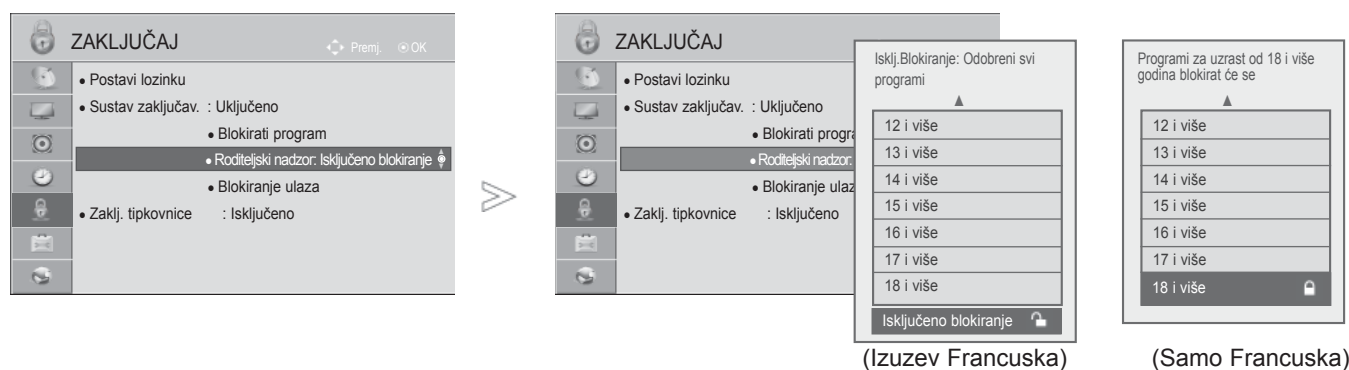 ZAKLJUČAJ
Premj. OK
• Postavi lozinku
• Sustav zaključav. : Uključeno
• Blokirati program
• Roditeljski nadzor: Isključeno blokiranje
• Blokiranje ulaza
• Zaklj. tipkovnice : Isključeno
ZAKLJUČAJ
• Postavi lozinku
• Sustav zaključav. : Uključeno
• Blokirati progra
• Roditeljski nadzor:
• Blokiranje ulaz
• Zaklj. tipkovnice : Isključeno
Isklj.Blokiranje: Odobreni svi
programi
12 i više
13 i više
14 i više
15 i više
16 i više
17 i više
18 i više
Isključeno blokiranje
(Izuzev Francuska)
Programi za uzrast od 18 i više
godina blokirat će se
12 i više
13 i više
14 i više
15 i više
16 i više
17 i više
18 i više
(Samo Francuska)